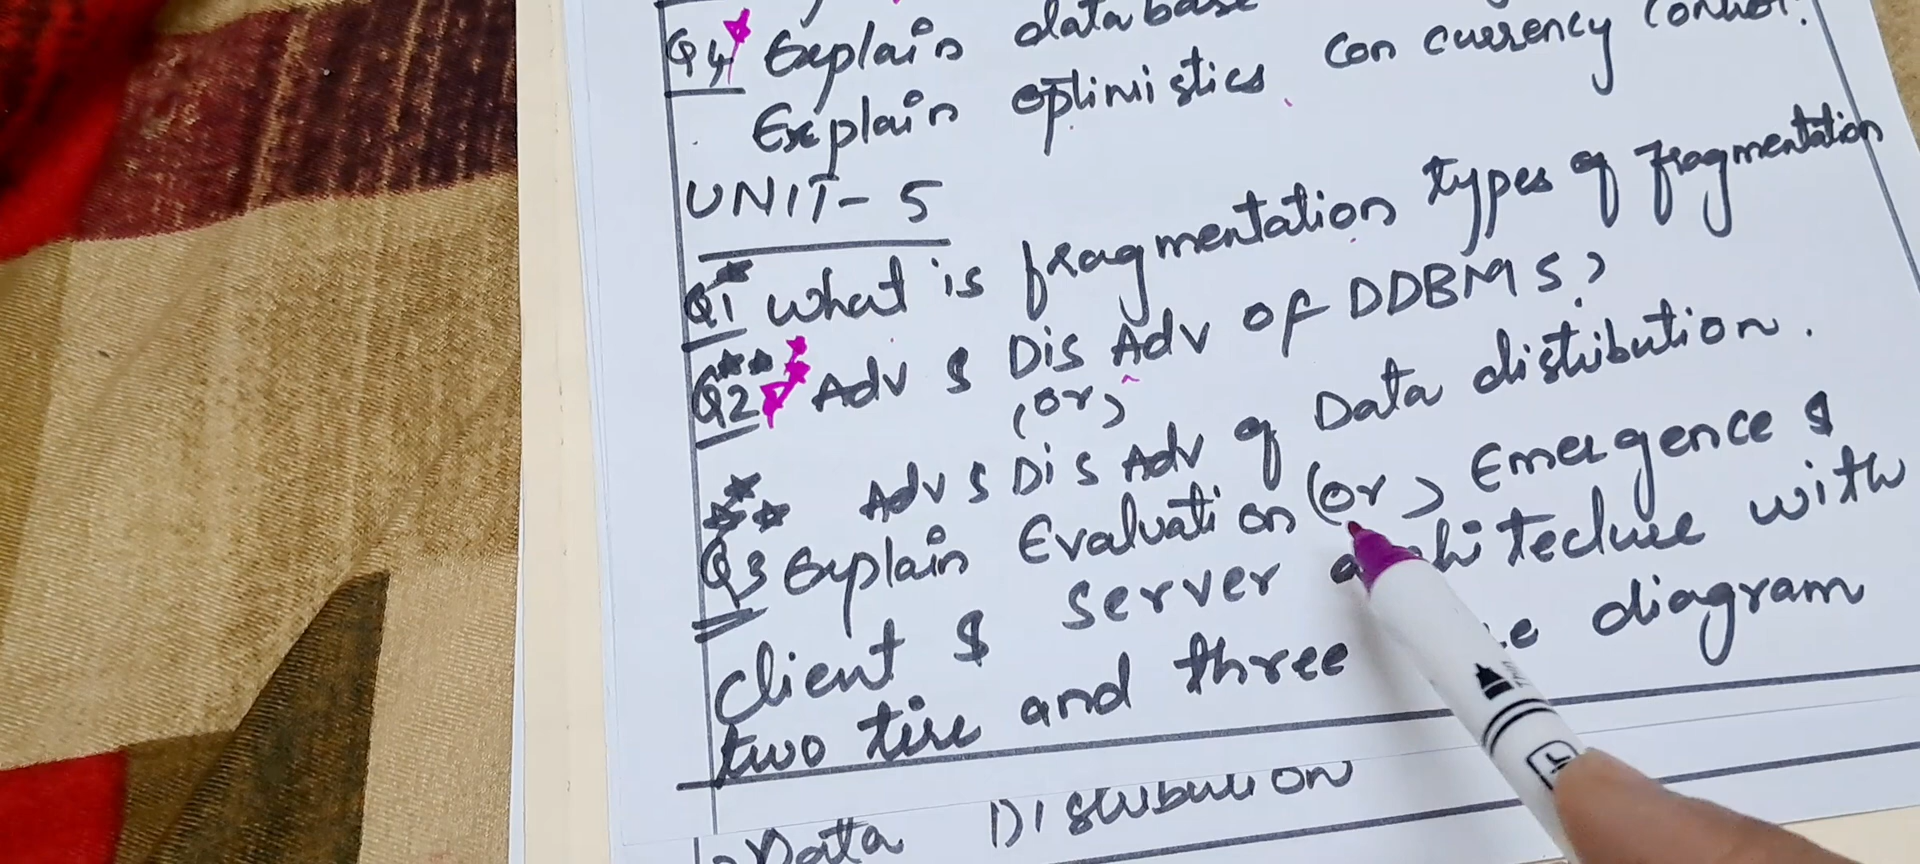 Q4 Explain database
Explain optimistics concurrency control.
UNIT-5
Q1 What is fragmentation types of fragmentation
Q2 Adv & Dis Adv of DDBMS?
(or)
Adv & Dis Adv of Data distribution.
Q3 Explain Evaluation (or) Emergence &
client & server architecture with
two tire and three diagram
Data Distribution